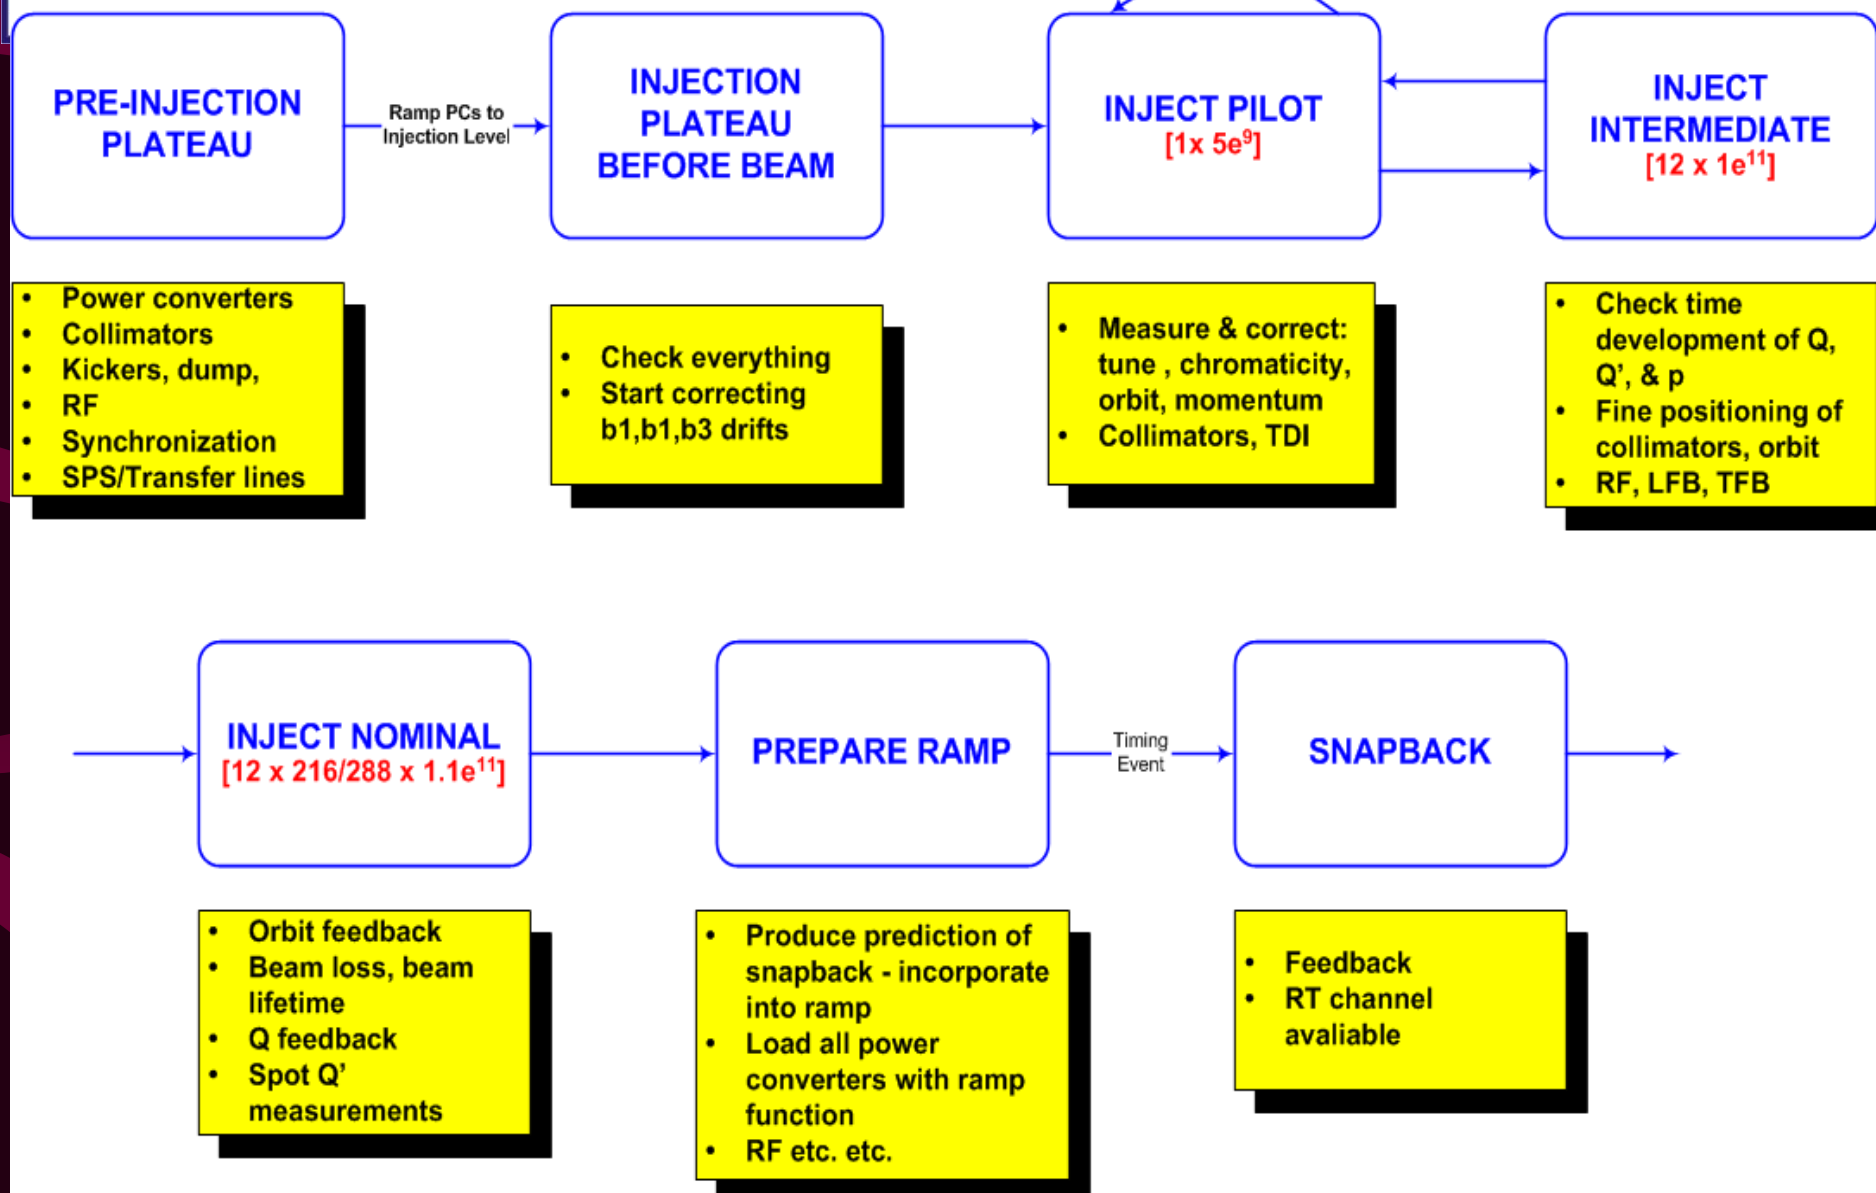 PRE-INJECTION
PLATEAU
Ramp PCs to
Injection Level
INJECTION
PLATEAU
BEFORE BEAM
INJECT PILOT
[1x 5e⁹]
INJECT
INTERMEDIATE
[12 x 1e¹¹]
• Power converters
• Collimators
• Kickers, dump,
• RF
• Synchronization
• SPS/Transfer lines
• Check everything
• Start correcting
b1,b1,b3 drifts
• Measure & correct:
tune , chromaticity,
orbit, momentum
• Collimators, TDI
• Check time
development of Q,
Q’, & p
• Fine positioning of
collimators, orbit
• RF, LFB, TFB
INJECT NOMINAL
[12 x 216/288 x 1.1e¹¹]
PREPARE RAMP
Timing
Event
SNAPBACK
• Orbit feedback
• Beam loss, beam
lifetime
• Q feedback
• Spot Q’
measurements
• Produce prediction of
snapback - incorporate
into ramp
• Load all power
converters with ramp
function
• RF etc. etc.
• Feedback
• RT channel
avaliable